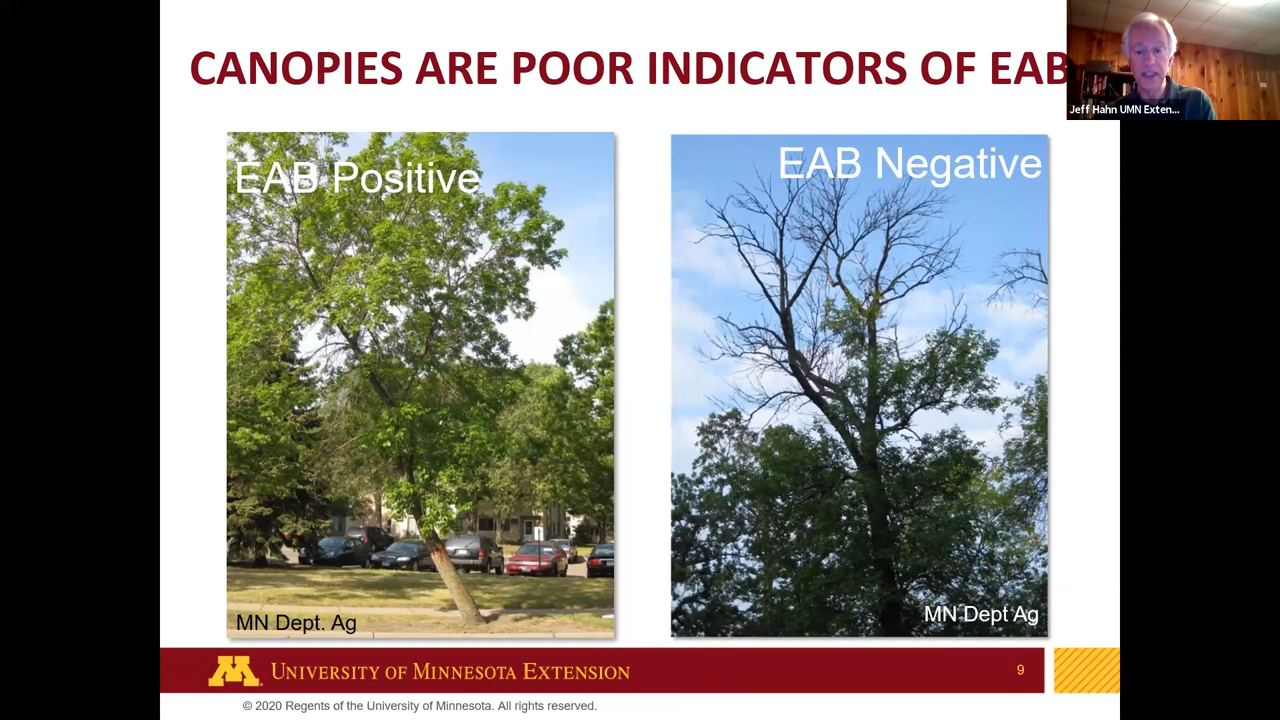 CANOPIES ARE POOR INDICATORS OF EAB
Jeff Hahn UMN Exten...
EAB Positive
EAB Negative
MN Dept. Ag
MN Dept Ag
M
UNIVERSITY OF MINNESOTA EXTENSION
9
© 2020 Regents of the University of Minnesota. All rights reserved.